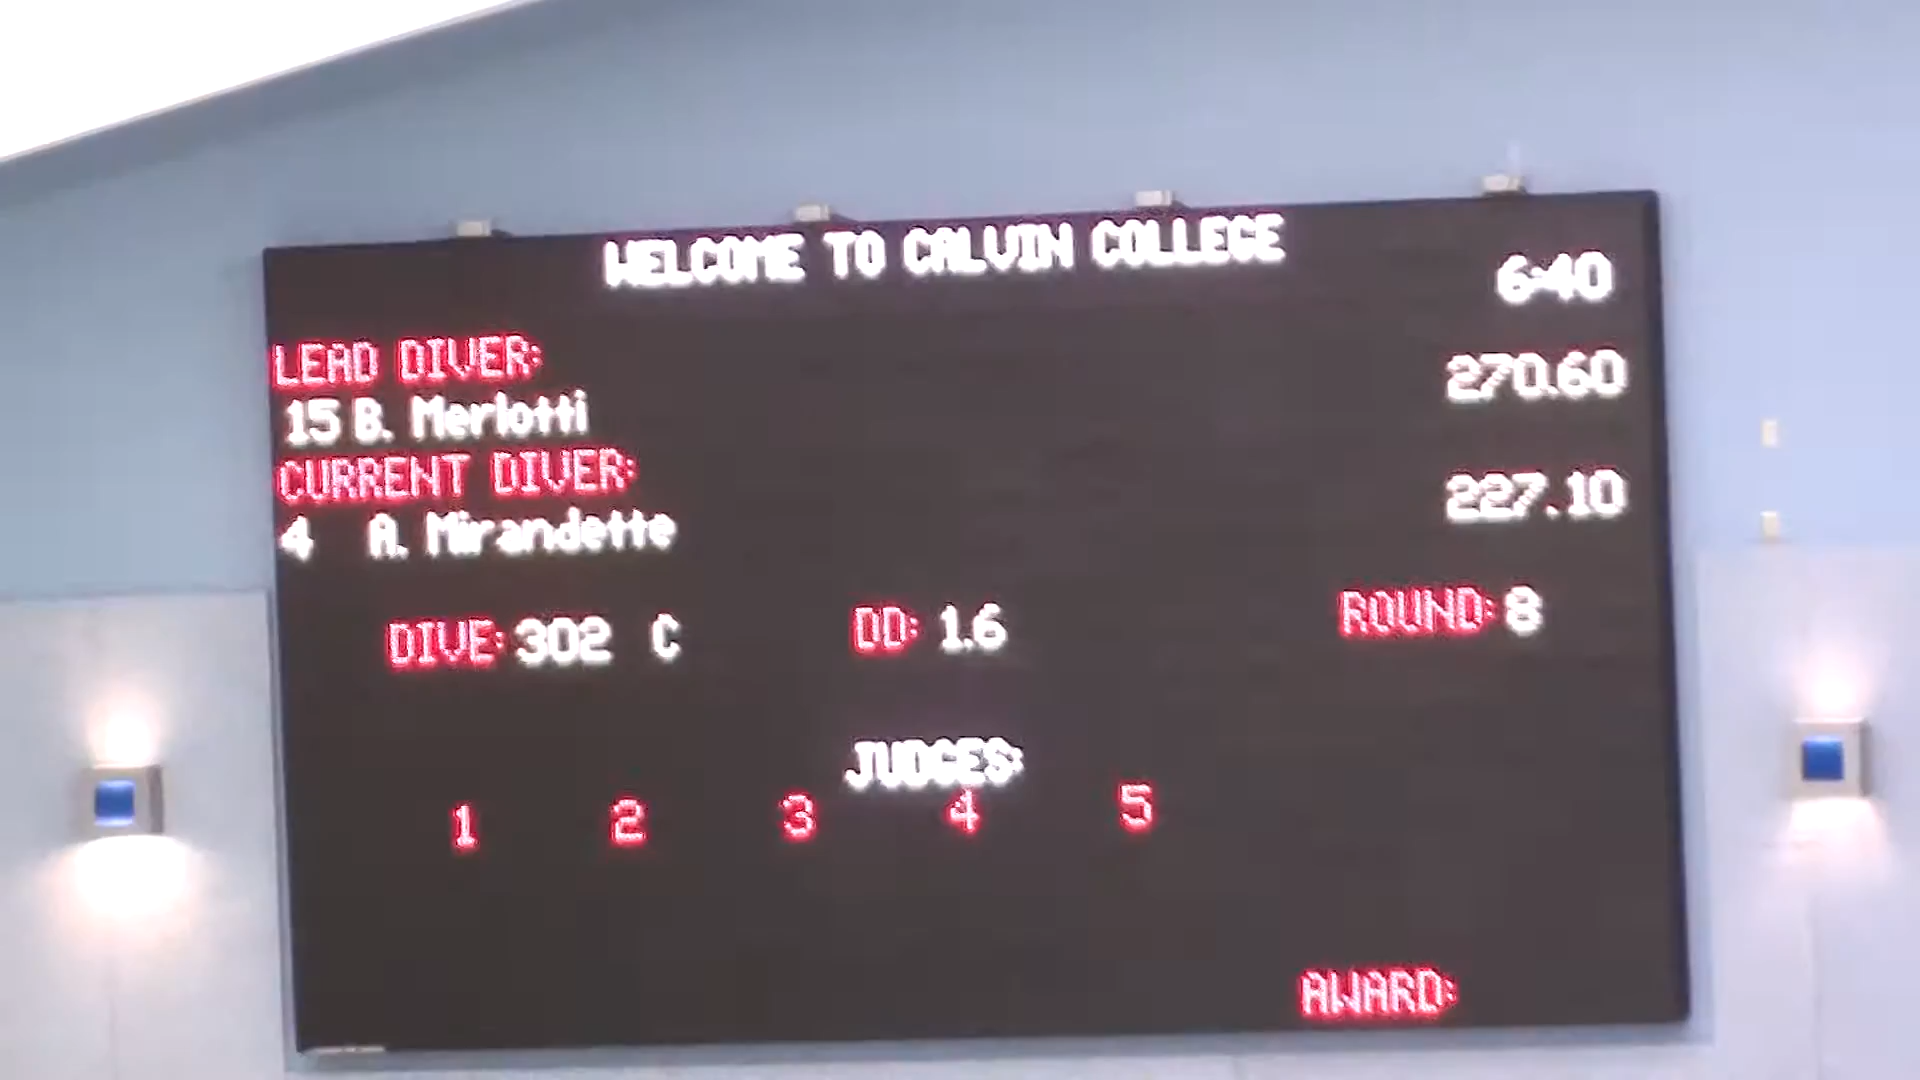 WELCOME TO CALVIN COLLEGE
6:40
LEAD DIVER:
270.60
15 B. Merlotti
CURRENT DIVER:
227.10
4 A. Mirandette
DIVE: 302 C DD: 1.6 ROUND: 8
JUDGES:
1 2 3 4 5
AWARD: